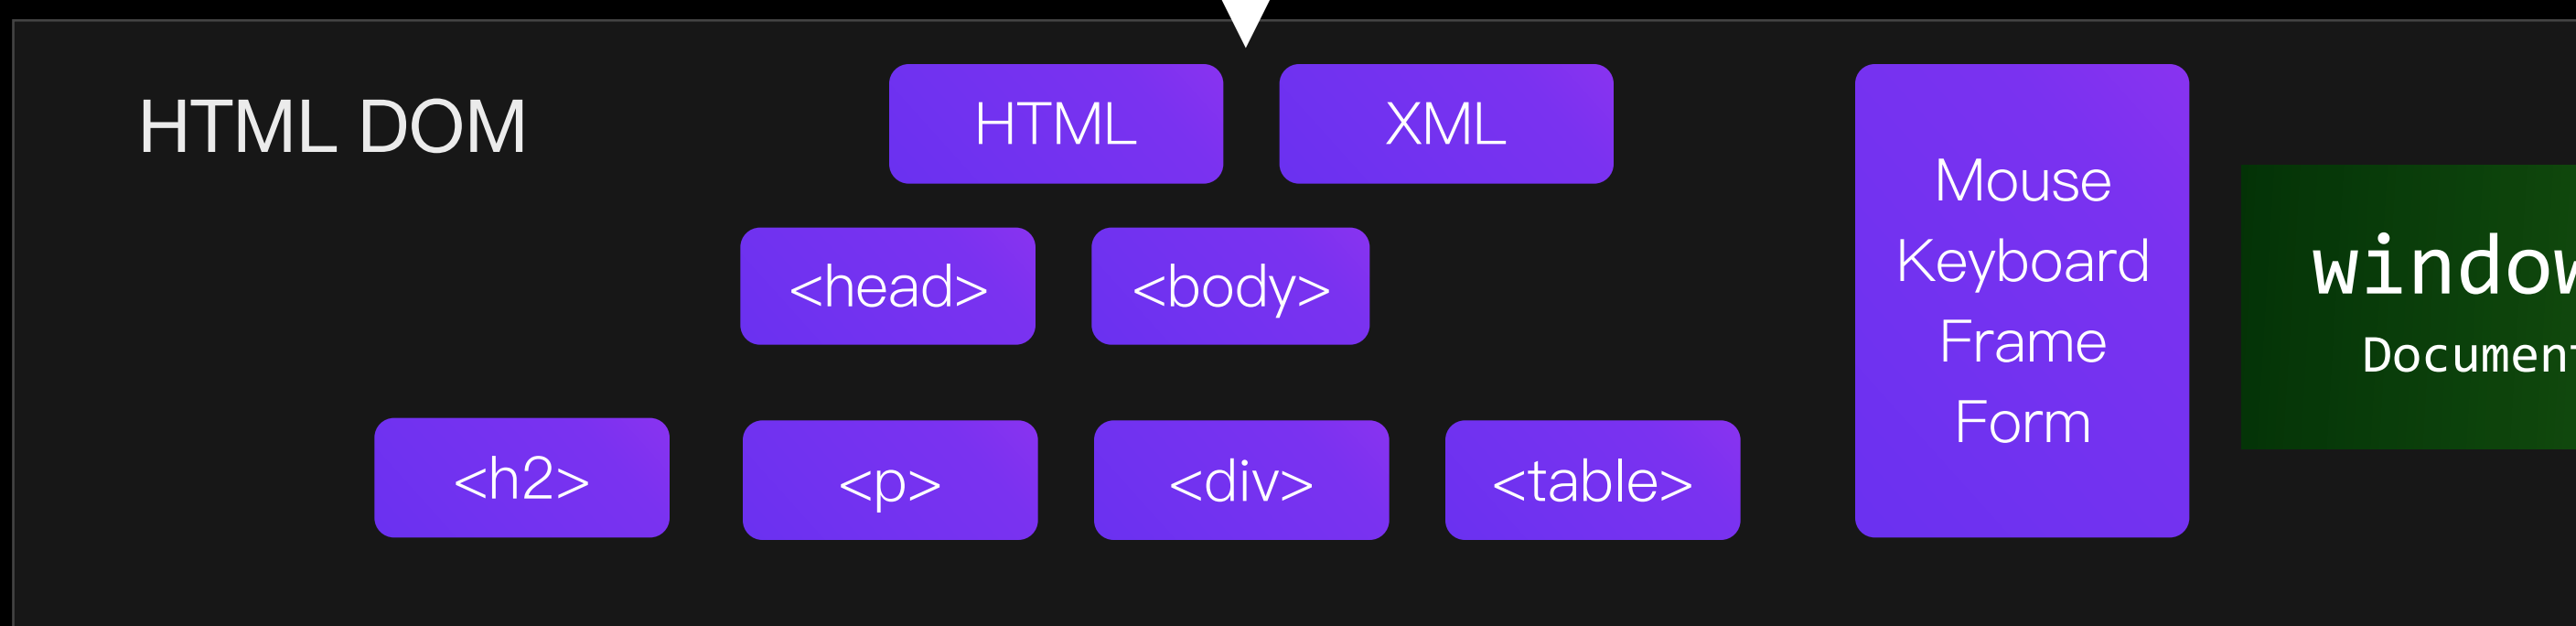 HTML DOM
HTML
XML
<head>
<body>
<h2>
<p>
<div>
<table>
Mouse
Keyboard
Frame
Form